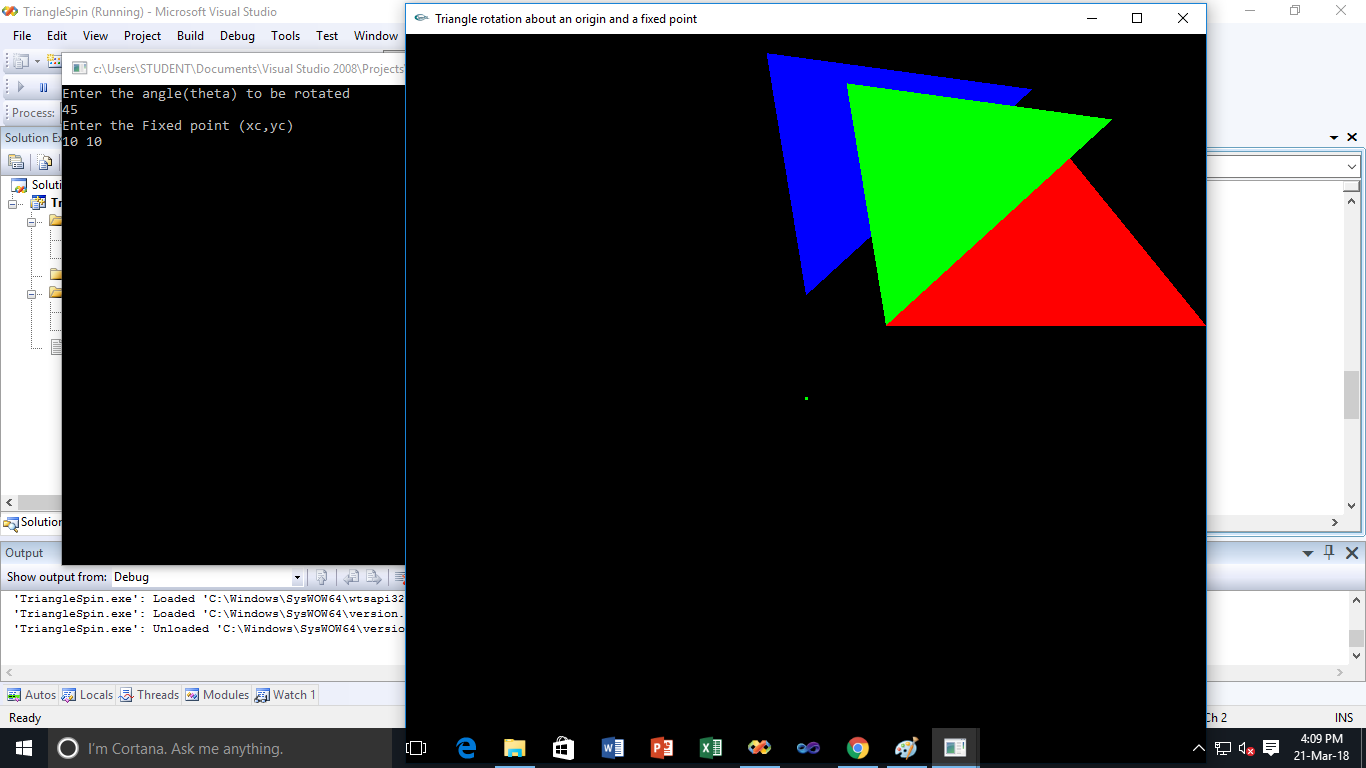 TriangleSpin (Running) - Microsoft Visual Studio
File Edit View Project Build Debug Tools Test Window
Process:
Solution Ex
Soluti
Tr
Solution
c:\Users\STUDENT\Documents\Visual Studio 2008\Projects\
Enter the angle(theta) to be rotated
45
Enter the Fixed point (xc,yc)
10 10
Triangle rotation about an origin and a fixed point
Output
Show output from: Debug
'TriangleSpin.exe': Loaded 'C:\Windows\SysWOW64\wtsapi32
'TriangleSpin.exe': Loaded 'C:\Windows\SysWOW64\version.
'TriangleSpin.exe': Unloaded 'C:\Windows\SysWOW64\versio
Autos Locals Threads Modules Watch 1
Ready Ch 2 INS
I'm Cortana. Ask me anything.
4:09 PM
21-Mar-18